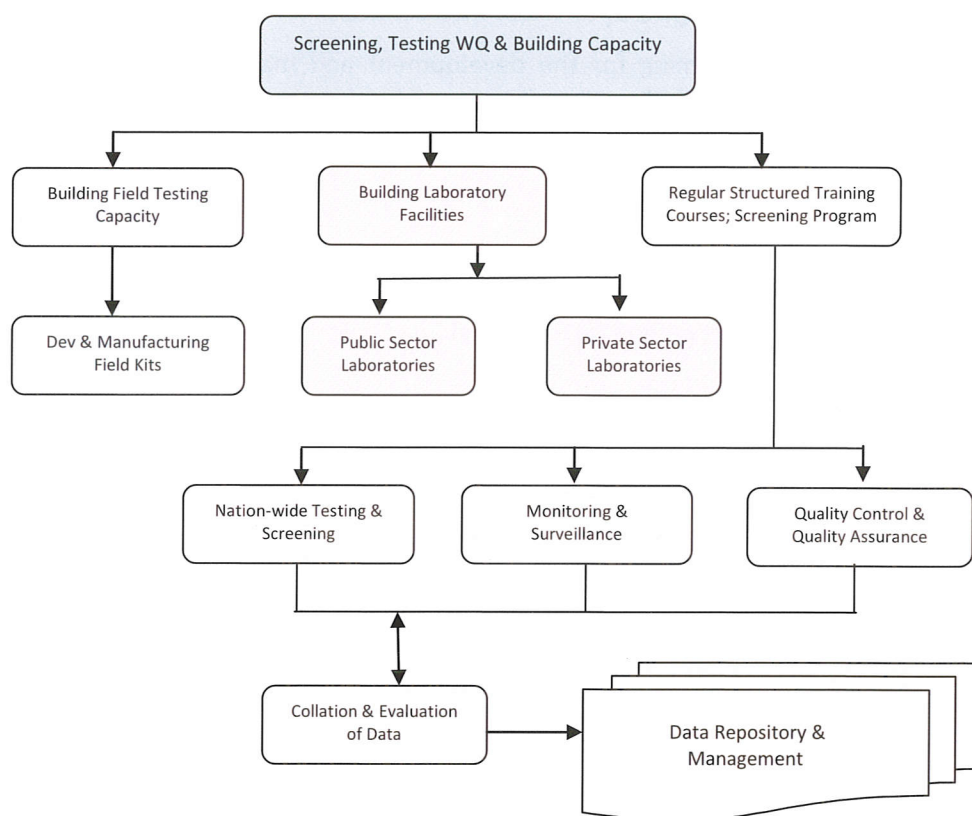 Screening, Testing WQ & Building Capacity
Building Field Testing
Capacity
Building Laboratory
Facilities
Regular Structured Training
Courses; Screening Program
Dev & Manufacturing
Field Kits
Public Sector
Laboratories
Private Sector
Laboratories
Nation-wide Testing &
Screening
Monitoring &
Surveillance
Quality Control &
Quality Assurance
Collation & Evaluation
of Data
Data Repository &
Management